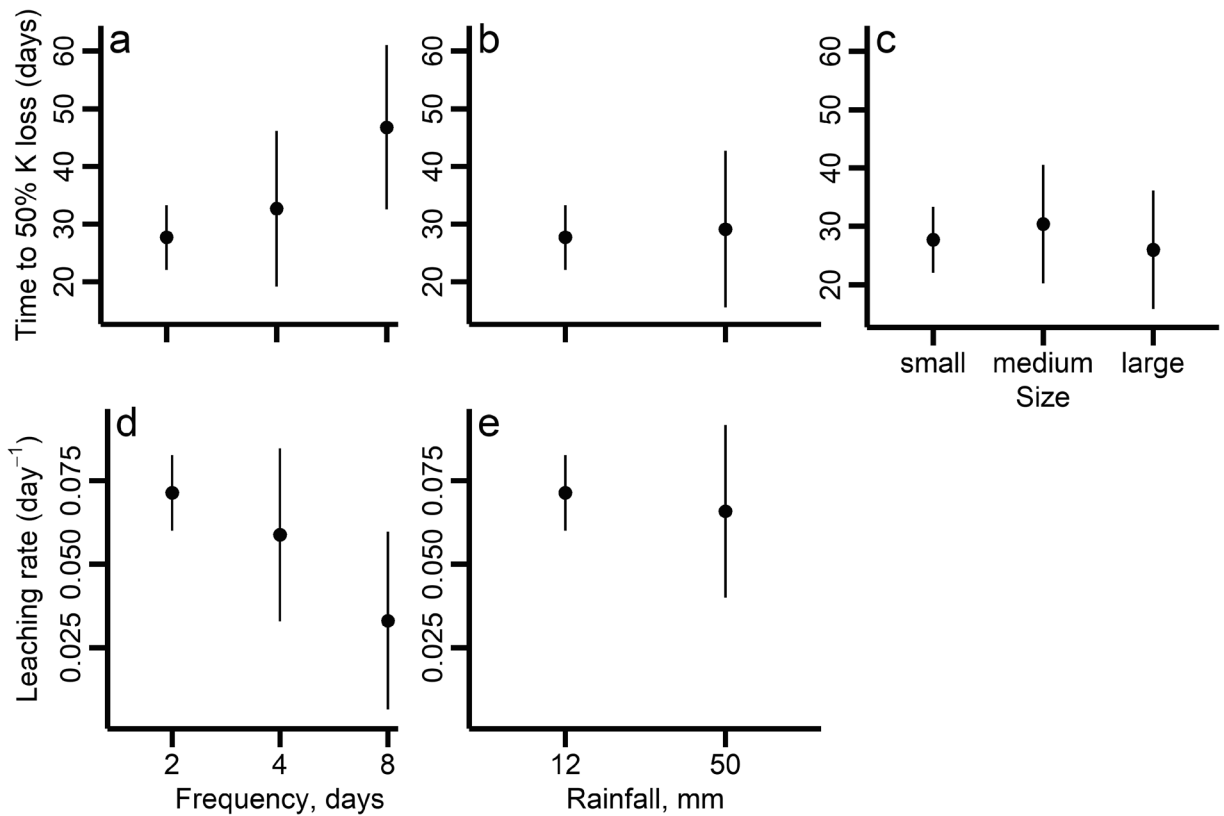 a
b
c
Time to 50% K loss (days)
60
50
40
30
20
60
50
40
30
20
60
50
40
30
20
small medium large
Size
d
e
Leaching rate (day⁻¹)
0.075
0.050
0.025
0.075
0.050
0.025
2 4 8
Frequency, days
12 50
Rainfall, mm